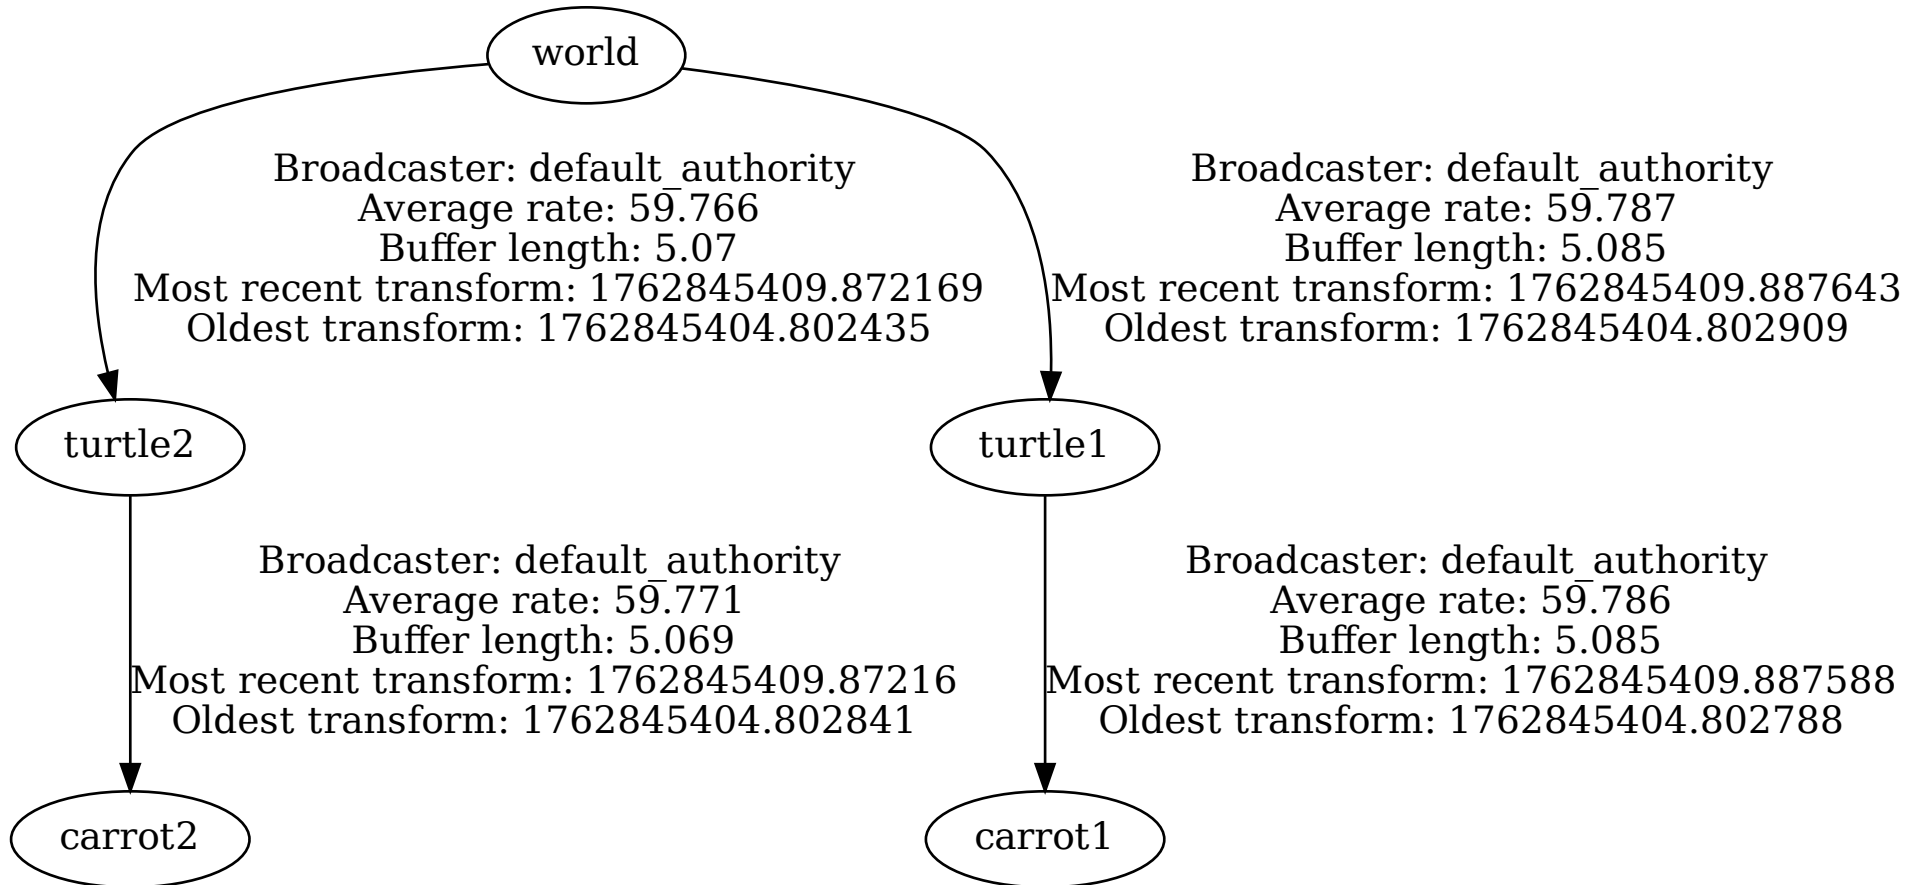 world
Broadcaster: default_authority
Average rate: 59.766
Buffer length: 5.07
Most recent transform: 1762845409.872169
Oldest transform: 1762845404.802435
Broadcaster: default_authority
Average rate: 59.787
Buffer length: 5.085
Most recent transform: 1762845409.887643
Oldest transform: 1762845404.802909
turtle2
turtle1
Broadcaster: default_authority
Average rate: 59.771
Buffer length: 5.069
Most recent transform: 1762845409.87216
Oldest transform: 1762845404.802841
Broadcaster: default_authority
Average rate: 59.786
Buffer length: 5.085
Most recent transform: 1762845409.887588
Oldest transform: 1762845404.802788
carrot2
carrot1